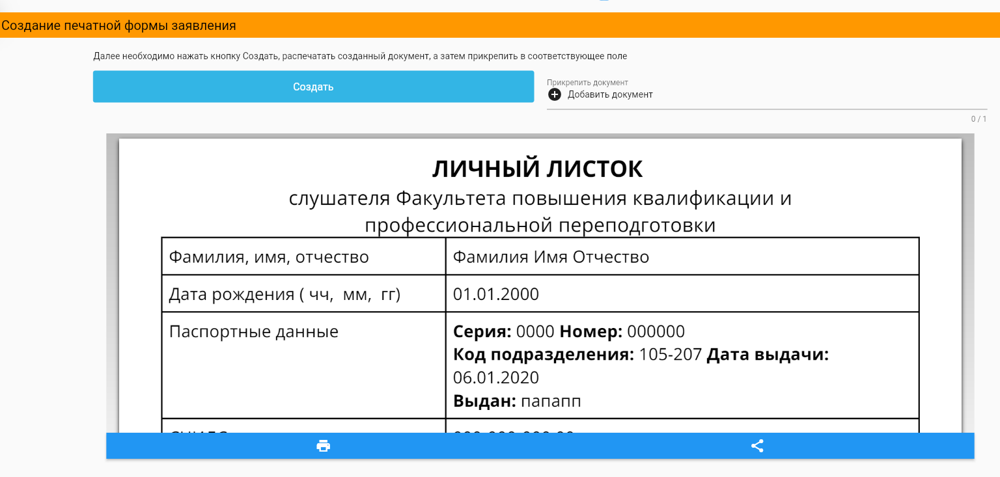 Создание печатной формы заявления
Далее необходимо нажать кнопку Создать, распечатать созданный документ, а затем прикрепить в соответствующее поле
Создать
Прикрепить документ
Добавить документ
0 / 1
ЛИЧНЫЙ ЛИСТОК
слушателя Факультета повышения квалификации и
профессиональной переподготовки
Фамилия, имя, отчество
Фамилия Имя Отчество
Дата рождения ( чч, мм, гг)
01.01.2000
Паспортные данные
Серия: 0000 Номер: 000000
Код подразделения: 105-207 Дата выдачи:
06.01.2020
Выдан: папапп